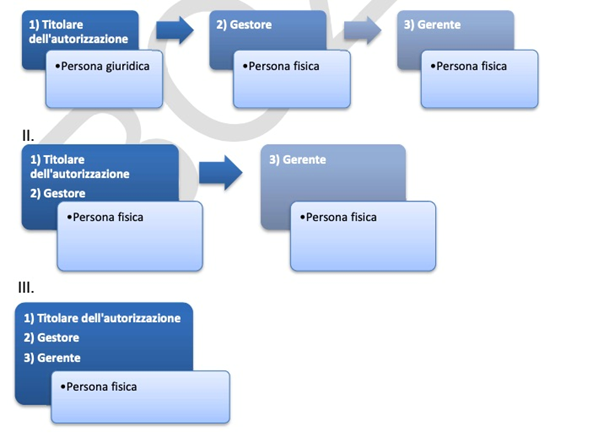 1) Titolare
dell'autorizzazione
2) Gestore
3) Gerente
•Persona giuridica
•Persona fisica
•Persona fisica
II.
1) Titolare
dell'autorizzazione
2) Gestore
3) Gerente
•Persona fisica
•Persona fisica
III.
1) Titolare dell'autorizzazione
2) Gestore
3) Gerente
•Persona fisica